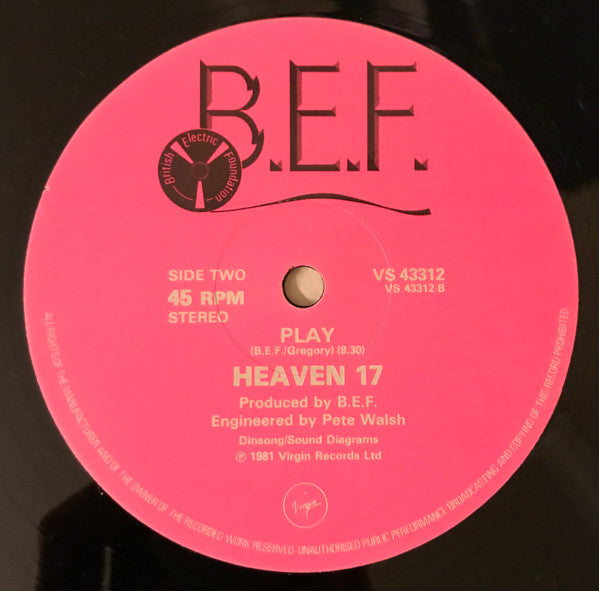 B.E.F.
British Electric Foundation
SIDE TWO
45 RPM
STEREO
VS 43312
VS 43312 B
PLAY
(B.E.F./Gregory) (8.30)
HEAVEN 17
Produced by B.E.F.
Engineered by Pete Walsh
Dinsong/Sound Diagrams
℗ 1981 Virgin Records Ltd
Virgin
ALL RIGHTS OF THE MANUFACTURER AND OF THE OWNER OF THE RECORDED WORK RESERVED UNAUTHORISED PUBLIC PERFORMANCE BROADCASTING AND COPYING OF THIS RECORD PROHIBITED